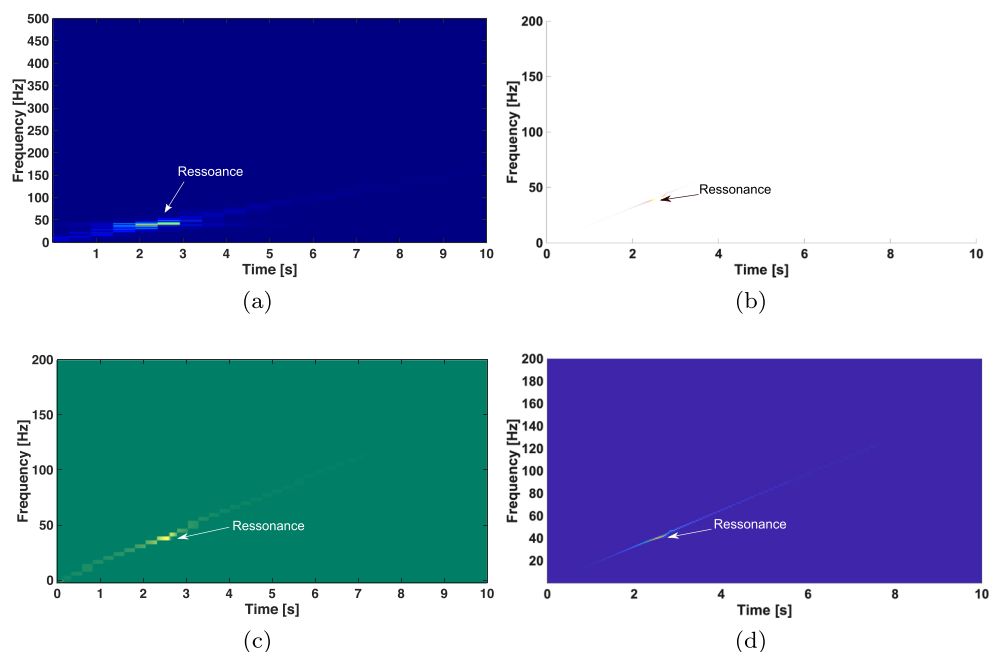 500
450
400
350
300
250
200
150
100
50
0
Frequency [Hz]
Ressoance
1 2 3 4 5 6 7 8 9 10
Time [s]
(a)
200
150
100
50
0
Frequency [Hz]
Ressonance
0 2 4 6 8 10
Time [s]
(b)
200
150
100
50
0
Frequency [Hz]
Ressonance
0 1 2 3 4 5 6 7 8 9 10
Time [s]
(c)
200
180
160
140
120
100
80
60
40
20
Frequency [Hz]
Ressonance
0 2 4 6 8 10
Time [s]
(d)